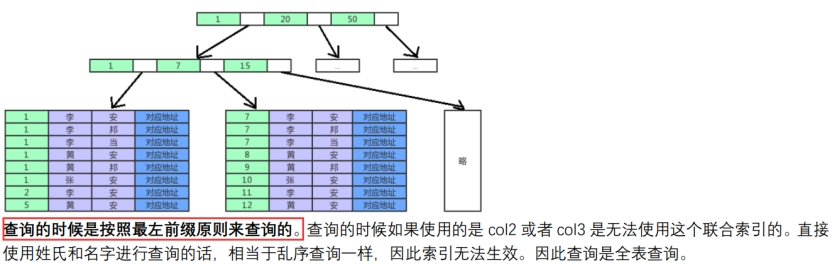 1 20 50
1 7 15 ... ...
1 李 安 对应地址 7 李 安 对应地址
1 李 邦 对应地址 7 李 邦 对应地址
1 李 当 对应地址 7 李 当 对应地址
1 黄 安 对应地址 8 黄 安 对应地址
1 黄 邦 对应地址 9 黄 邦 对应地址
1 张 安 对应地址 10 张 安 对应地址
2 李 安 对应地址 11 李 安 对应地址
5 黄 安 对应地址 12 黄 安 对应地址
略
查询的时候是按照最左前缀原则来查询的。查询的时候如果使用的是 col2 或者 col3 是无法使用这个联合索引的。直接
使用姓氏和名字进行查询的话，相当于乱序查询一样，因此索引无法生效。因此查询是全表查询。